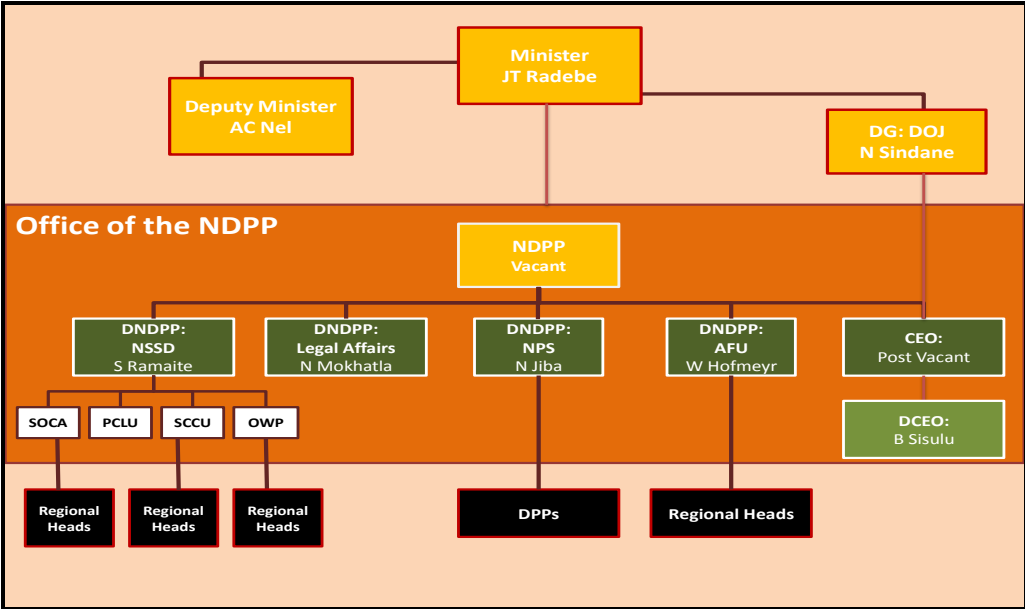 Minister
JT Radebe
Deputy Minister
AC Nel
DG: DOJ
N Sindane
Office of the NDPP
NDPP
Vacant
DNDPP:
NSSD
S Ramaite
DNDPP:
Legal Affairs
N Mokhatla
DNDPP:
NPS
N Jiba
DNDPP:
AFU
W Hofmeyr
CEO:
Post Vacant
SOCA
PCLU
SCCU
OWP
DCEO:
B Sisulu
Regional
Heads
Regional
Heads
Regional
Heads
DPPs
Regional Heads